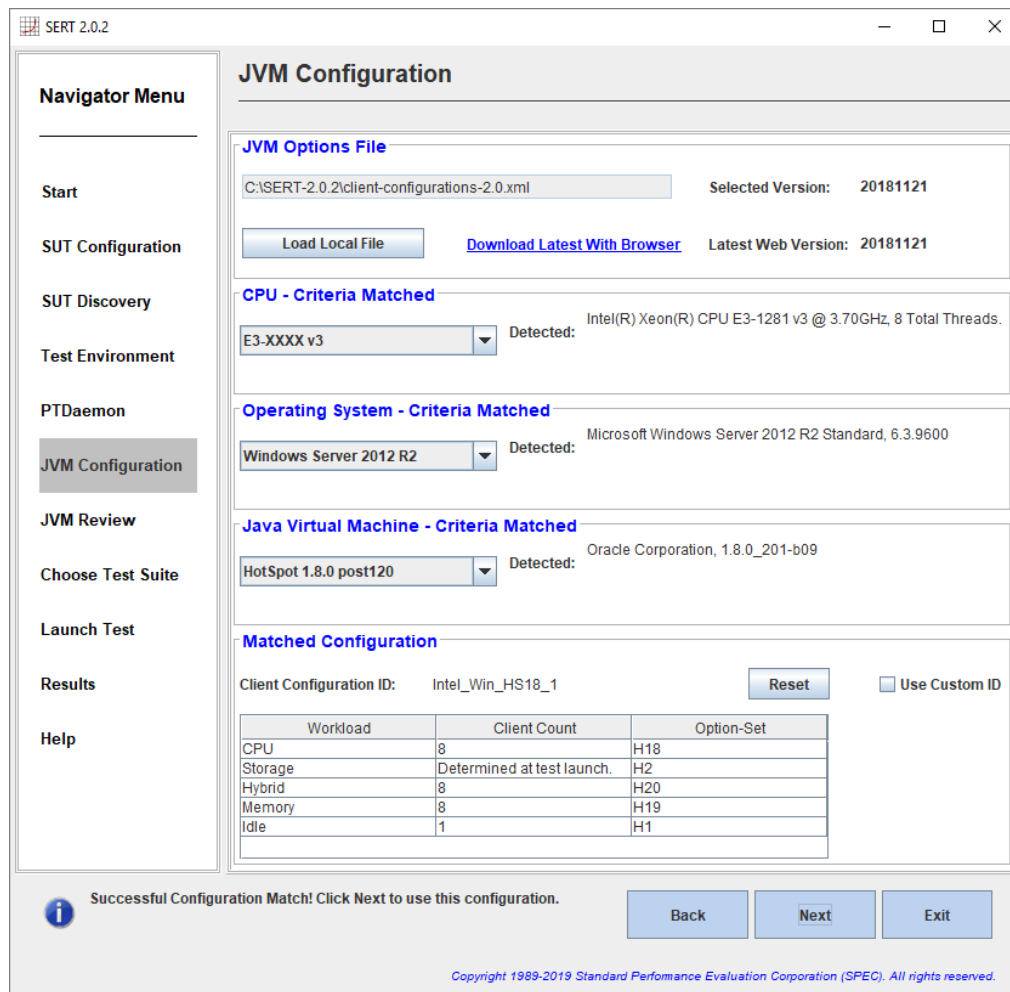 SERT 2.0.2
Navigator Menu
Start
SUT Configuration
SUT Discovery
Test Environment
PTDaemon
JVM Configuration
JVM Review
Choose Test Suite
Launch Test
Results
Help
JVM Configuration
JVM Options File
C:\SERT-2.0.2\client-configurations-2.0.xml Selected Version: 20181121
Load Local File Download Latest With Browser Latest Web Version: 20181121
CPU - Criteria Matched
E3-XXXX v3 Detected: Intel(R) Xeon(R) CPU E3-1281 v3 @ 3.70GHz, 8 Total Threads.
Operating System - Criteria Matched
Windows Server 2012 R2 Detected: Microsoft Windows Server 2012 R2 Standard, 6.3.9600
Java Virtual Machine - Criteria Matched
HotSpot 1.8.0 post120 Detected: Oracle Corporation, 1.8.0_201-b09
Matched Configuration
Client Configuration ID: Intel_Win_HS18_1 Reset Use Custom ID
Workload Client Count Option-Set
CPU 8 H18
Storage Determined at test launch. H2
Hybrid 8 H20
Memory 8 H19
Idle 1 H1
Successful Configuration Match! Click Next to use this configuration.
Back Next Exit
Copyright 1989-2019 Standard Performance Evaluation Corporation (SPEC). All rights reserved.